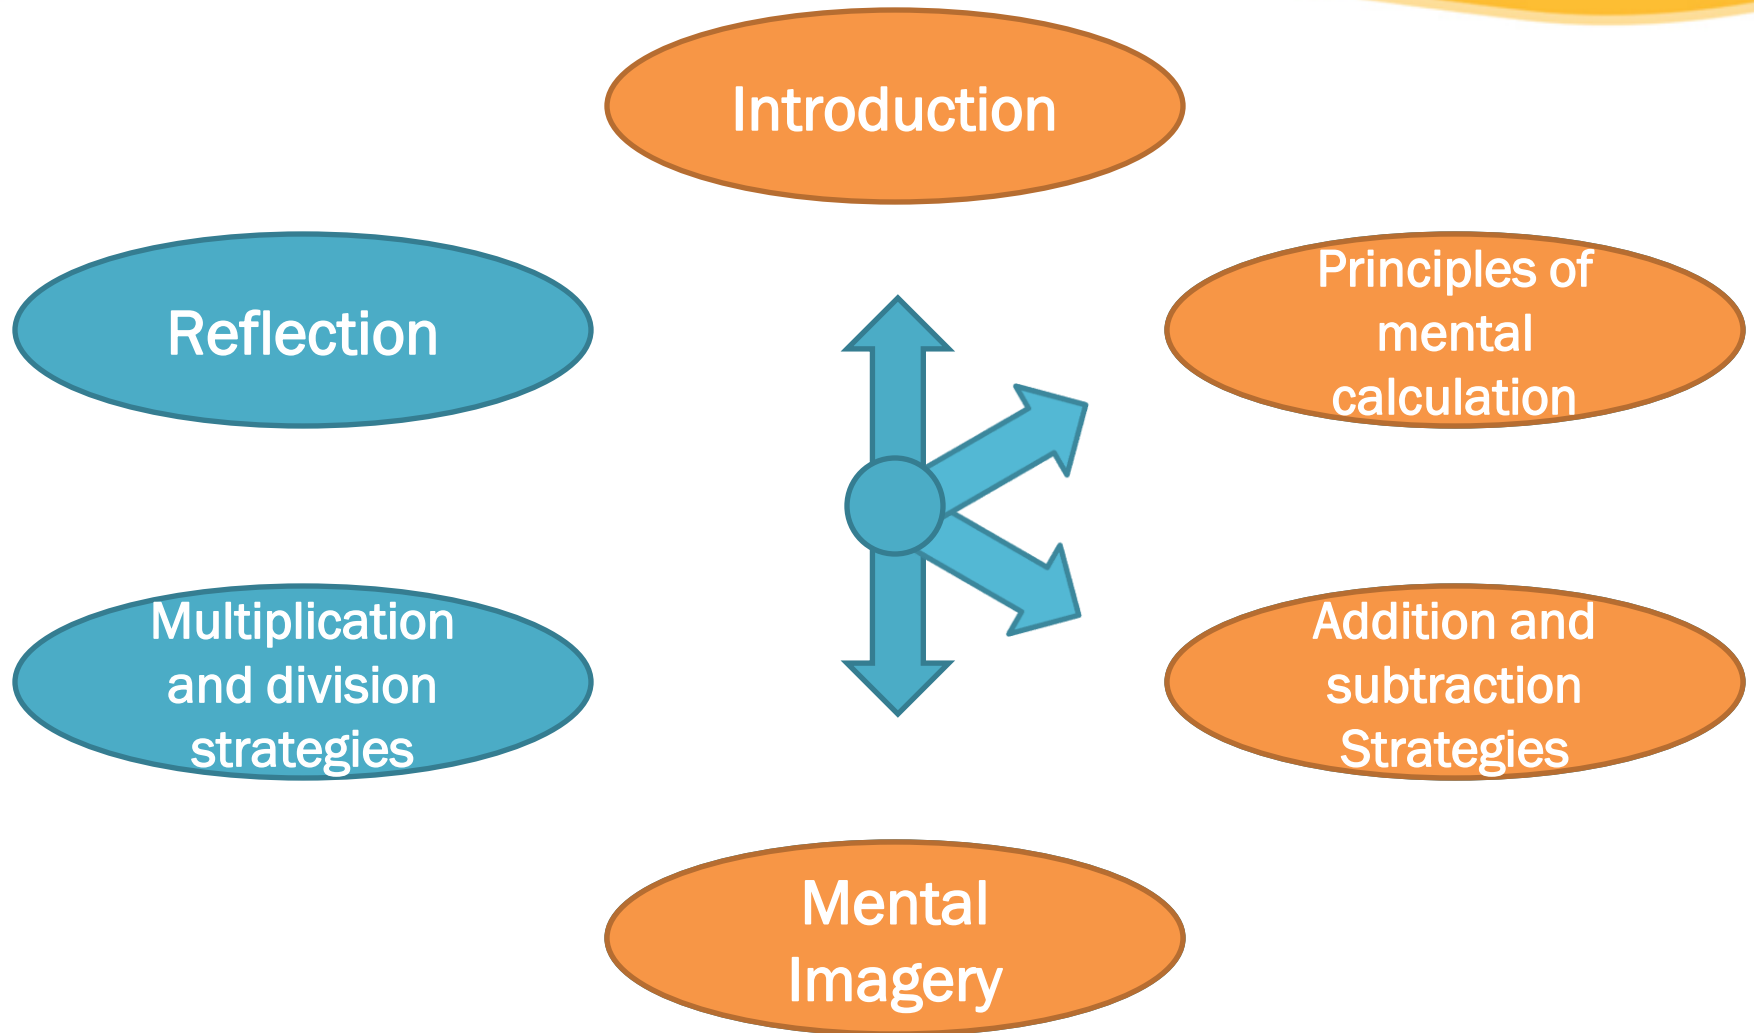 Introduction
Reflection
Principles of
mental
calculation
Multiplication
and division
strategies
Addition and
subtraction
Strategies
Mental
Imagery